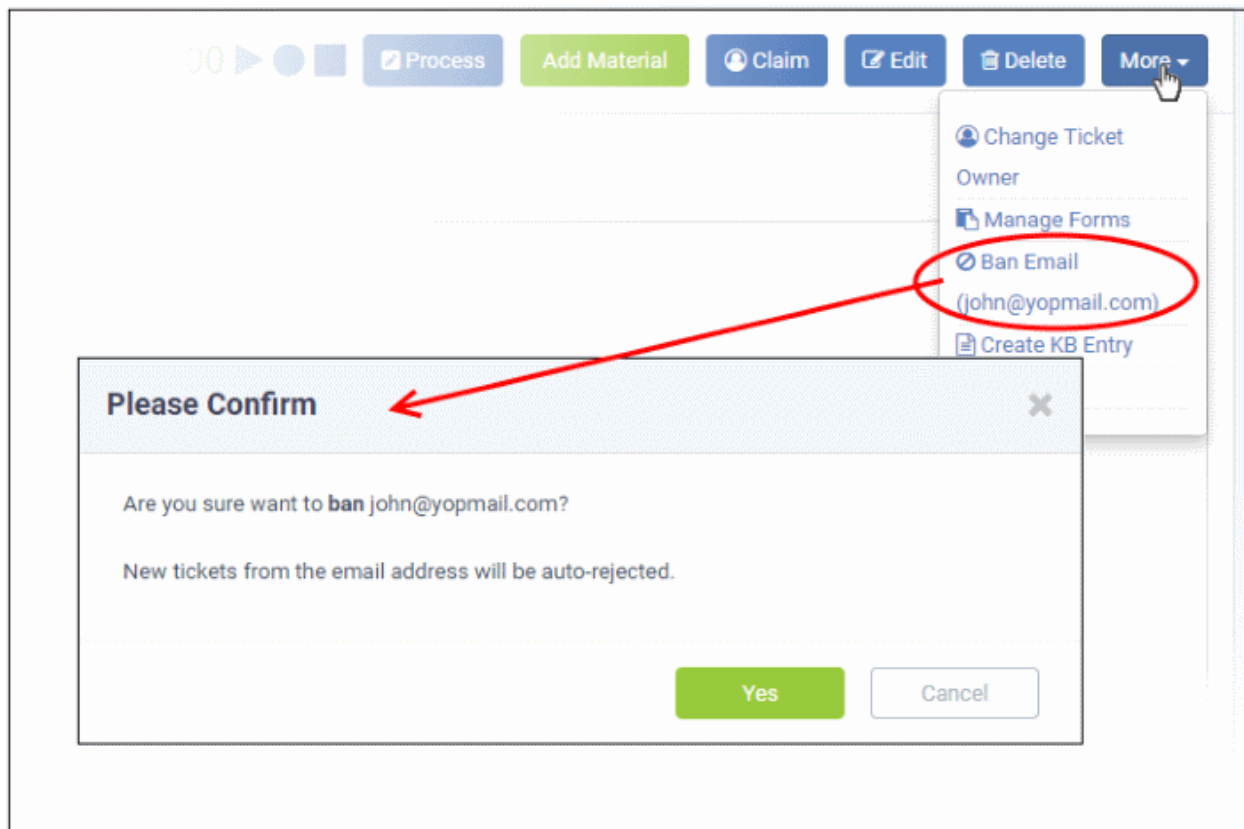 00 Process Add Material Claim Edit Delete More
Change Ticket
Owner
Manage Forms
Ban Email
(john@yopmail.com)
Create KB Entry
Please Confirm
Are you sure want to ban john@yopmail.com?
New tickets from the email address will be auto-rejected.
Yes Cancel